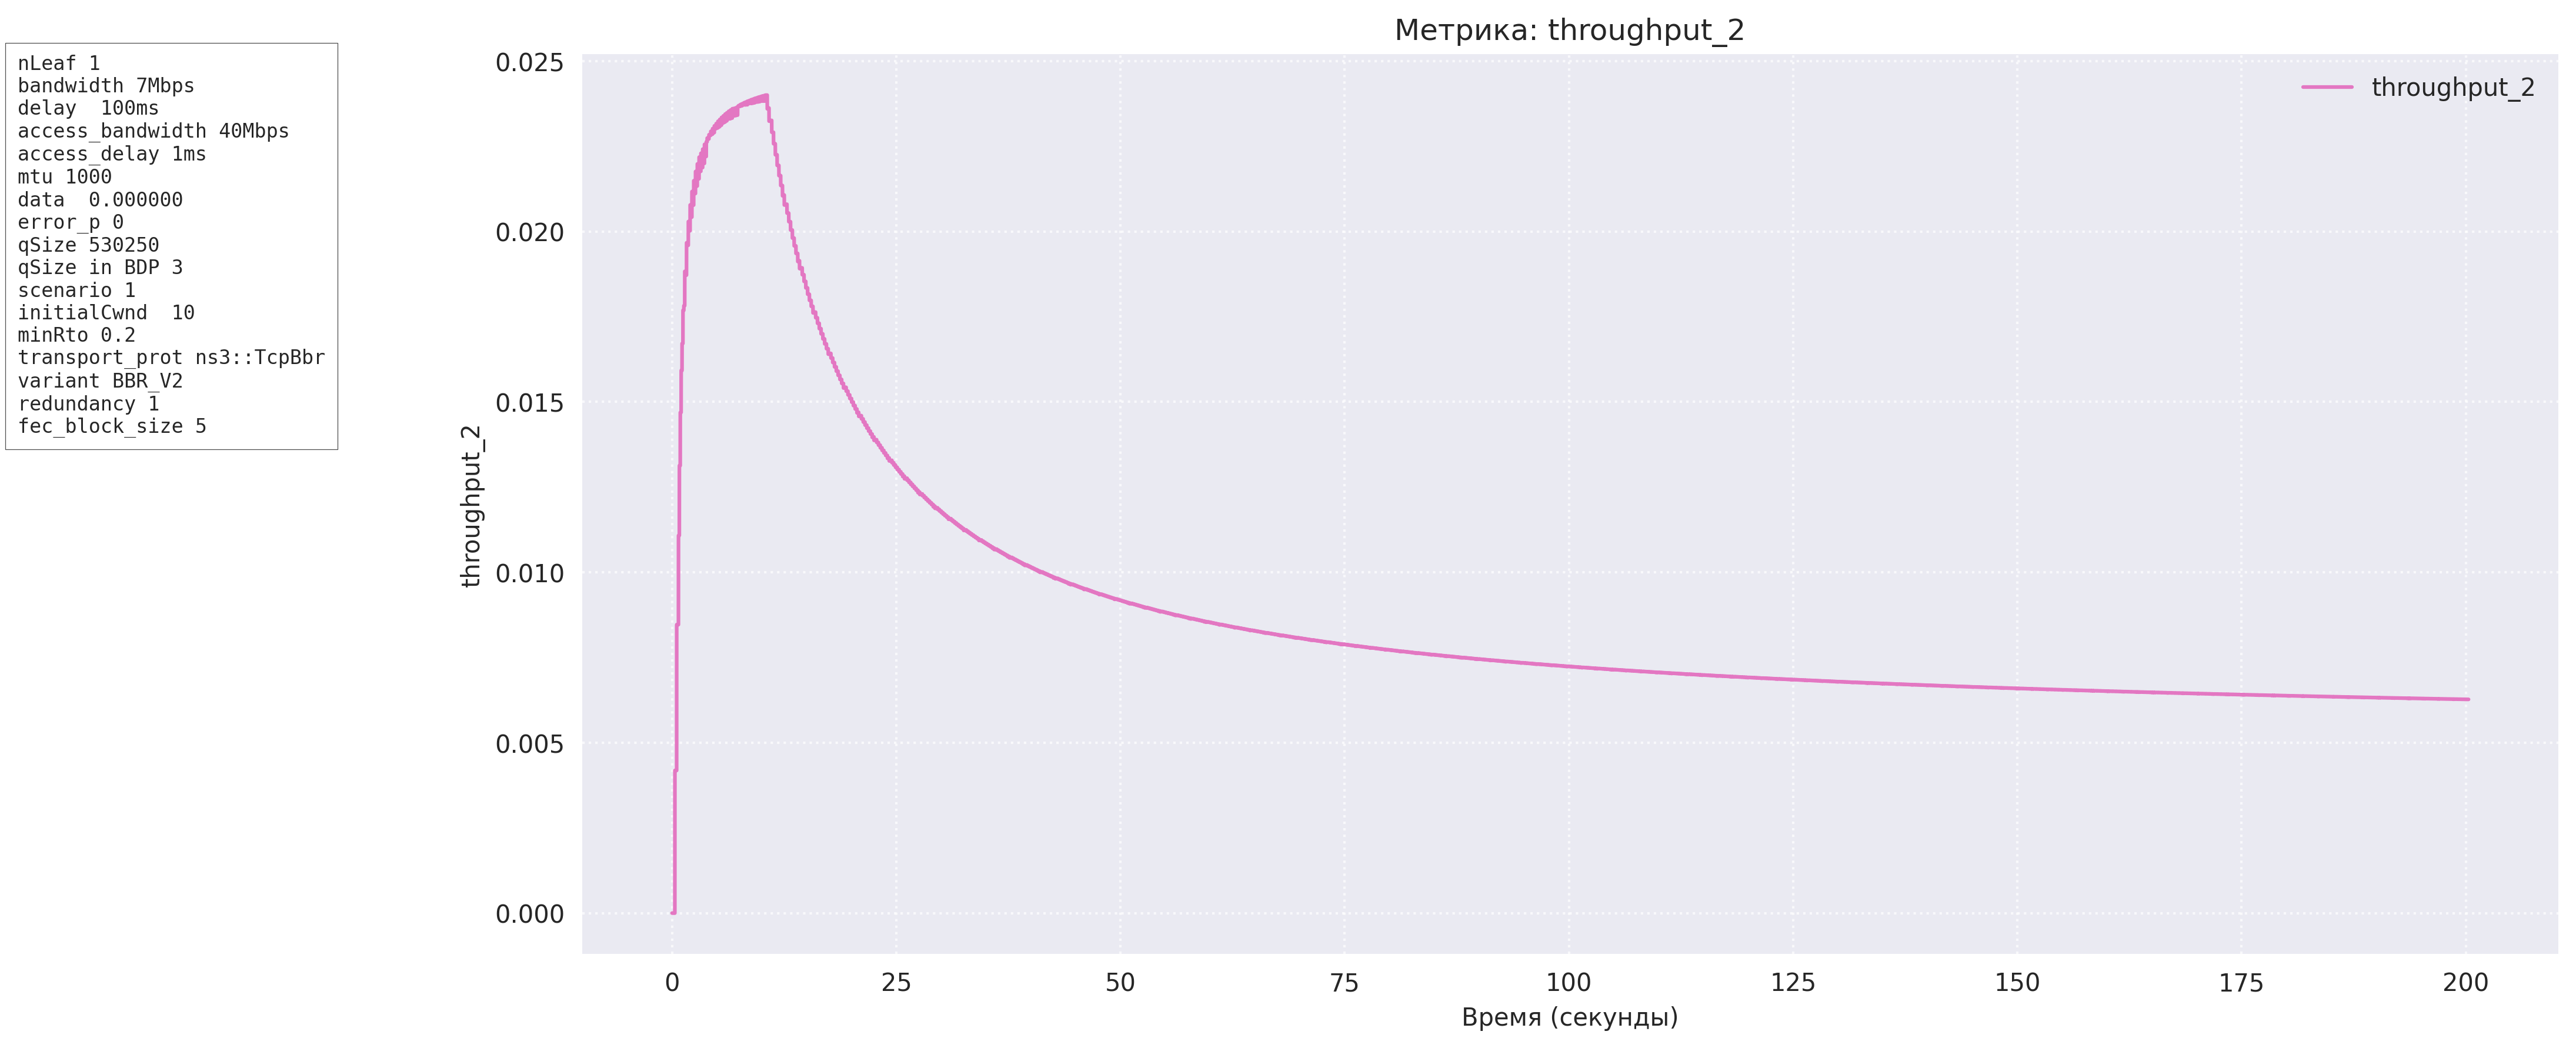 Метрика: throughput_2
nLeaf 1
bandwidth 7Mbps
delay  100ms
access_bandwidth 40Mbps
access_delay 1ms
mtu 1000
data  0.000000
error_p 0
qSize 530250
qSize in BDP 3
scenario 1
initialCwnd  10
minRto 0.2
transport_prot ns3::TcpBbr
variant BBR_V2
redundancy 1
fec_block_size 5
throughput_2
0.025
0.020
0.015
0.010
0.005
0.000
throughput_2
0 25 50 75 100 125 150 175 200
Время (секунды)